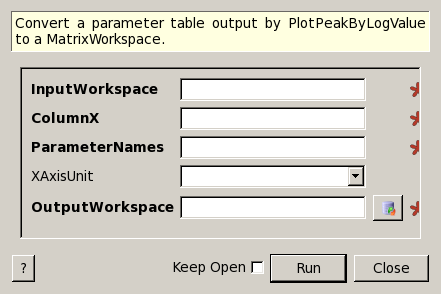 Convert a parameter table output by PlotPeakByLogValue
to a MatrixWorkspace.
InputWorkspace
ColumnX
ParameterNames
XAxisUnit
OutputWorkspace
? Keep Open Run Close